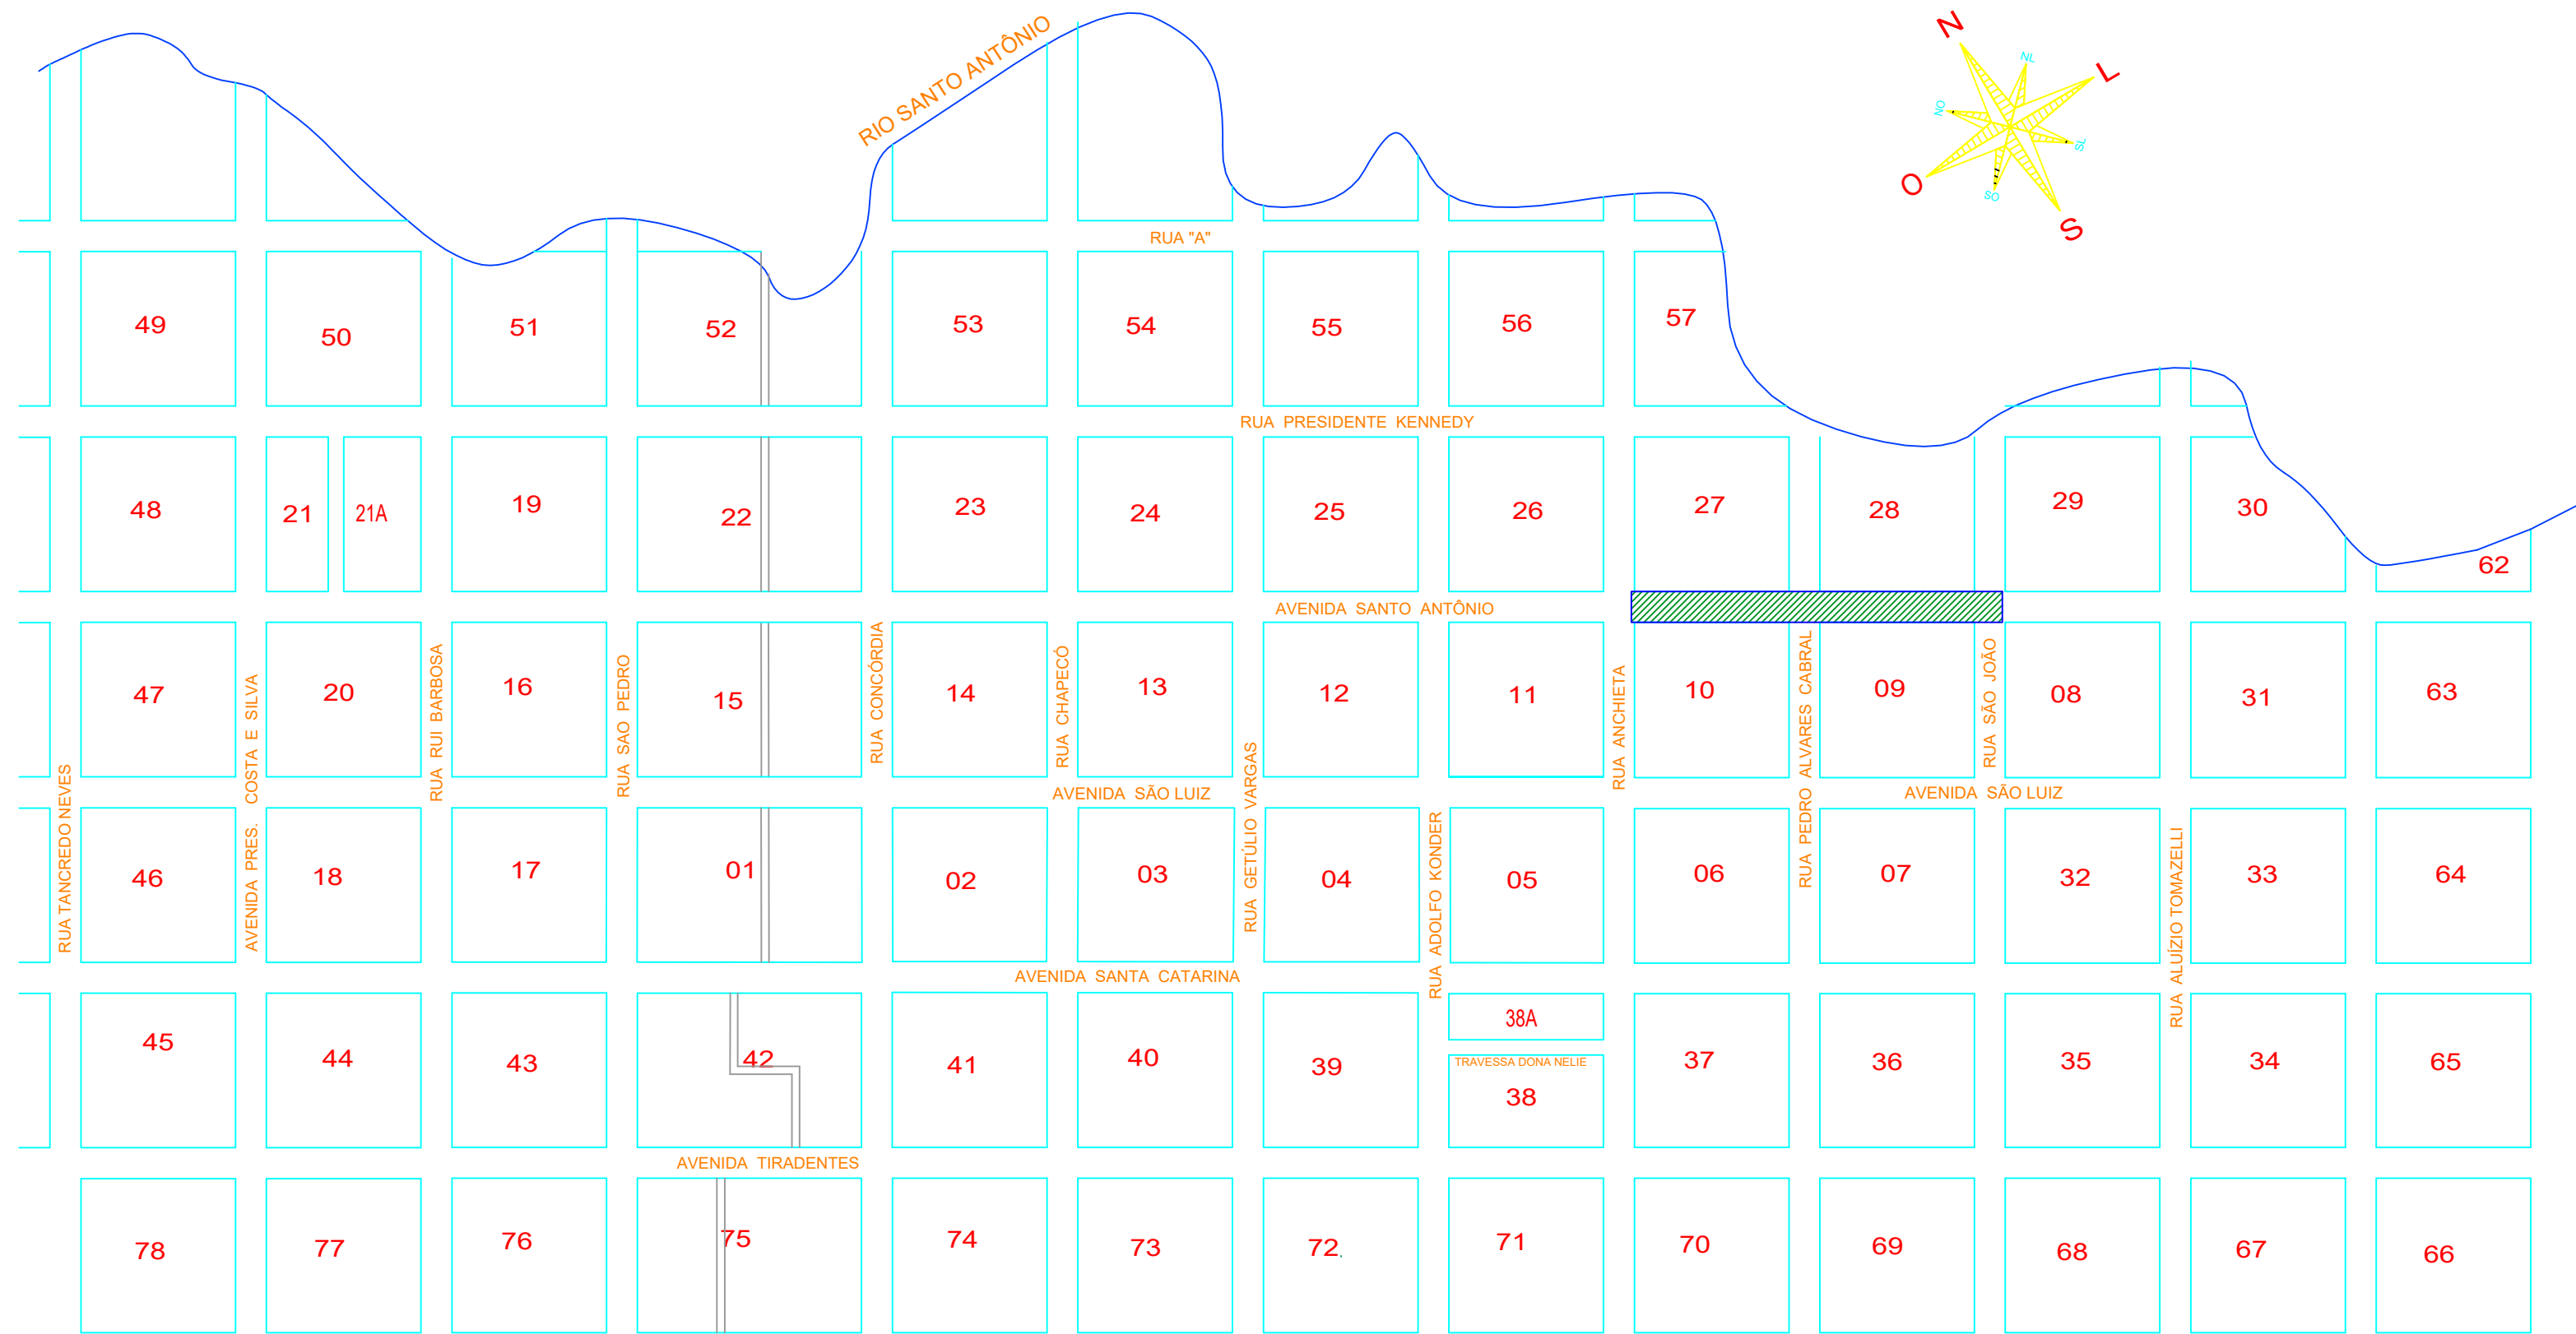 RIO SANTO ANTÔNIO
N
NL
L
NO
SL
O
SO
S
RUA "A"
49
50
51
52
53
54
55
56
57
RUA PRESIDENTE KENNEDY
48
21
21A
19
22
23
24
25
26
27
28
29
30
62
AVENIDA SANTO ANTÔNIO
47
20
16
15
14
13
12
11
10
09
08
31
63
RUA TANCREDO NEVES
AVENIDA PRES. COSTA E SILVA
RUA RUI BARBOSA
RUA SAO PEDRO
RUA CONCÓRDIA
RUA CHAPECÓ
RUA GETÚLIO VARGAS
RUA ADOLFO KONDER
RUA ANCHIETA
RUA PEDRO ALVARES CABRAL
RUA SÃO JOÃO
RUA ALUÍZIO TOMAZELLI
AVENIDA SÃO LUIZ
AVENIDA SÃO LUIZ
46
18
17
01
02
03
04
05
06
07
32
33
64
AVENIDA SANTA CATARINA
45
44
43
42
41
40
39
38A
TRAVESSA DONA NELIE
38
37
36
35
34
65
AVENIDA TIRADENTES
78
77
76
75
74
73
72.
71
70
69
68
67
66